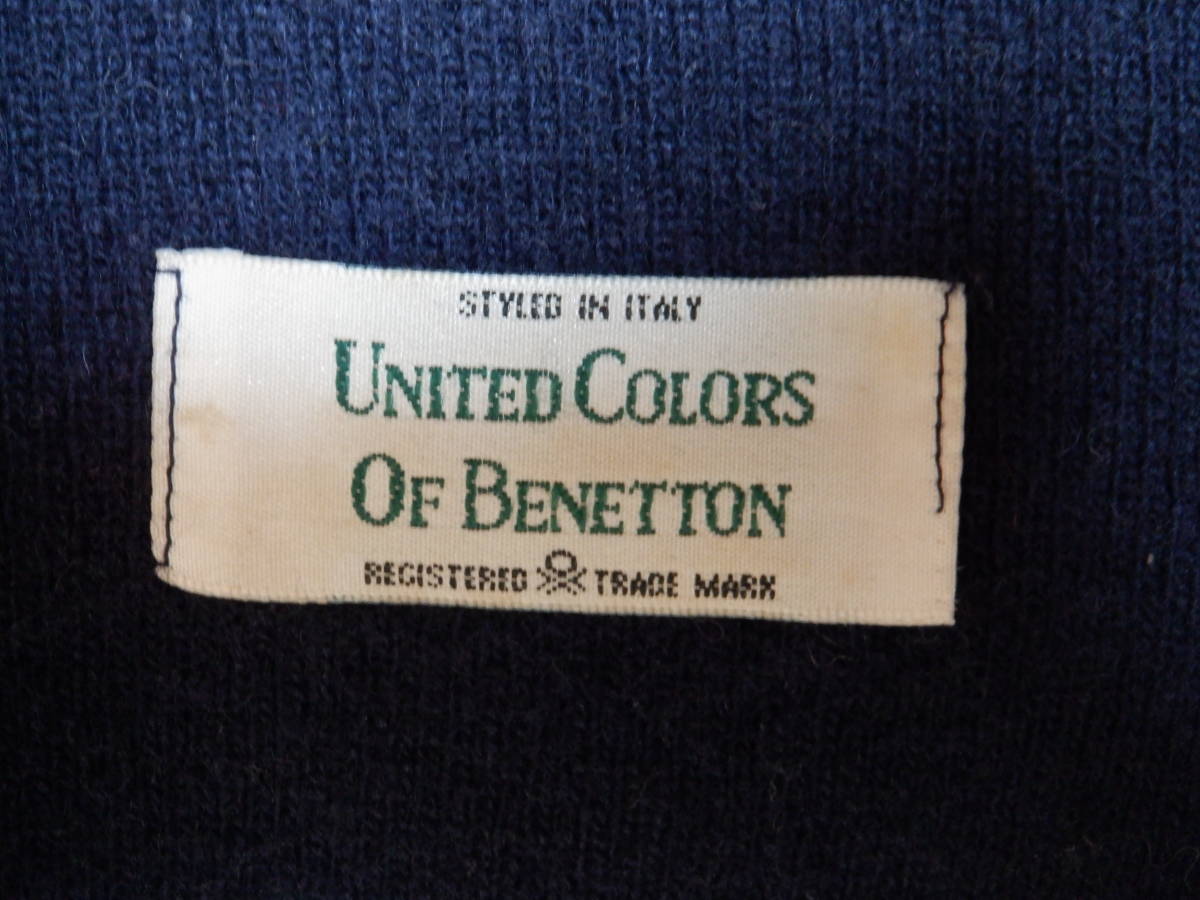 STYLED IN ITALY
UNITED COLORS
OF BENETTON
REGISTERED TRADE MARK